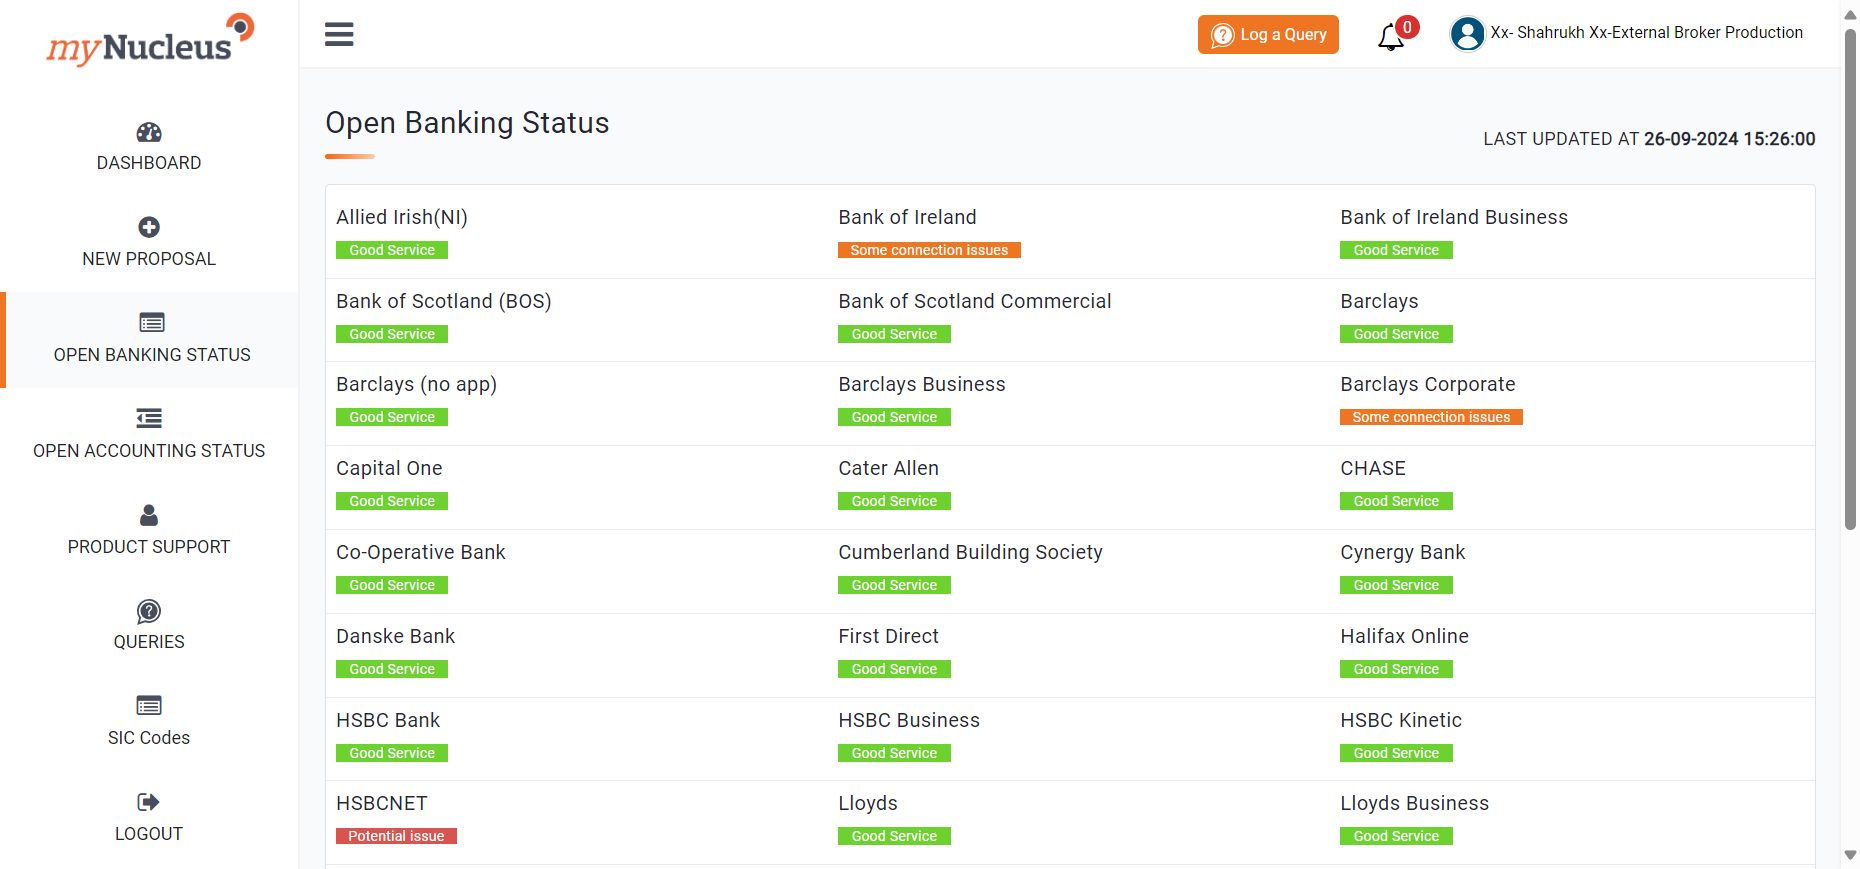 myNucleus
Log a Query
0
Xx- Shahrukh Xx-External Broker Production
DASHBOARD
NEW PROPOSAL
OPEN BANKING STATUS
OPEN ACCOUNTING STATUS
PRODUCT SUPPORT
QUERIES
SIC Codes
LOGOUT
Open Banking Status
LAST UPDATED AT 26-09-2024 15:26:00
Allied Irish(NI)
Good Service
Bank of Ireland
Some connection issues
Bank of Ireland Business
Good Service
Bank of Scotland (BOS)
Good Service
Bank of Scotland Commercial
Good Service
Barclays
Good Service
Barclays (no app)
Good Service
Barclays Business
Good Service
Barclays Corporate
Some connection issues
Capital One
Good Service
Cater Allen
Good Service
CHASE
Good Service
Co-Operative Bank
Good Service
Cumberland Building Society
Good Service
Cynergy Bank
Good Service
Danske Bank
Good Service
First Direct
Good Service
Halifax Online
Good Service
HSBC Bank
Good Service
HSBC Business
Good Service
HSBC Kinetic
Good Service
HSBCNET
Potential issue
Lloyds
Good Service
Lloyds Business
Good Service